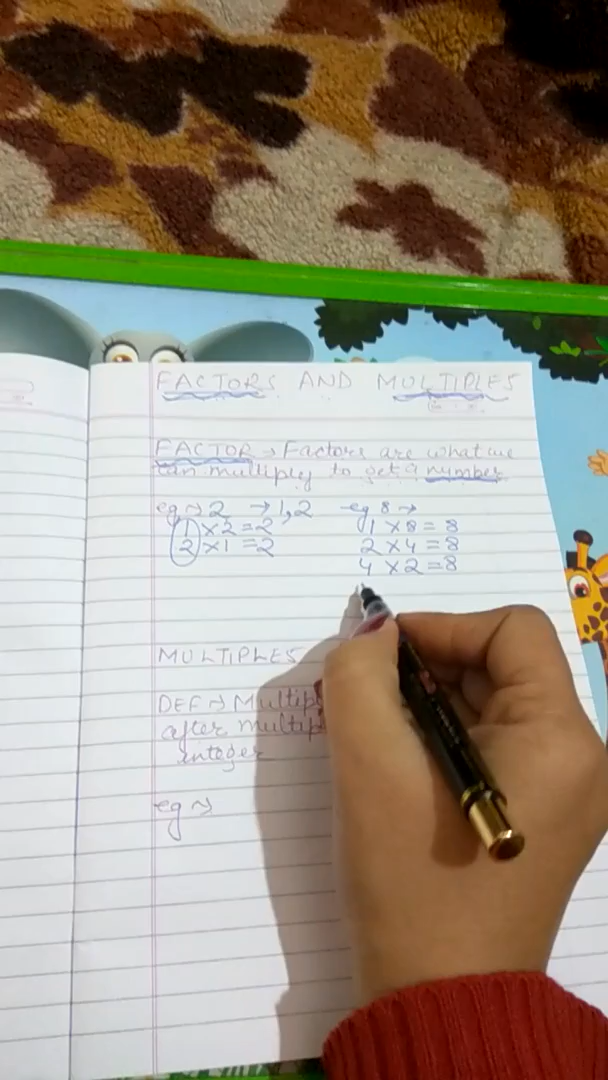 FACTORS AND MULTIPLES
FACTOR → Factors are what we
can multiply to get a number
eg → 2 → 1,2
1 × 2 = 2
2 × 1 = 2
eg 8 →
1 × 8 = 8
2 × 4 = 8
4 × 2 = 8
MULTIPLES
DEF → Multip
after multip
integer
eg →